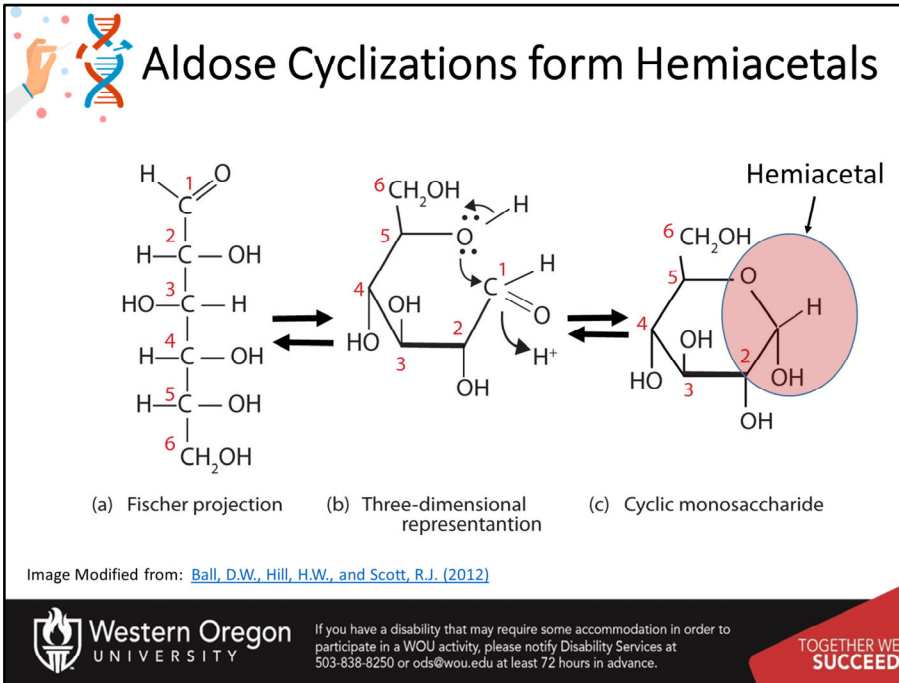 Aldose Cyclizations form Hemiacetals
H
1
O
C
2
H—C—OH
3
HO—C—H
4
H—C—OH
5
H—C—OH
6
CH2OH
(a) Fischer projection
6
CH2OH
H
5
O
1
H
C
4
OH
O
2
HO
H+
3
OH
(b) Three-dimensional
representantion
Hemiacetal
6
CH2OH
5
O
H
4
OH
2
HO
3
OH
OH
(c) Cyclic monosaccharide
Image Modified from: Ball, D.W., Hill, H.W., and Scott, R.J. (2012)
Western Oregon
UNIVERSITY
If you have a disability that may require some accommodation in order to
participate in a WOU activity, please notify Disability Services at
503-838-8250 or ods@wou.edu at least 72 hours in advance.
TOGETHER WE
SUCCEED